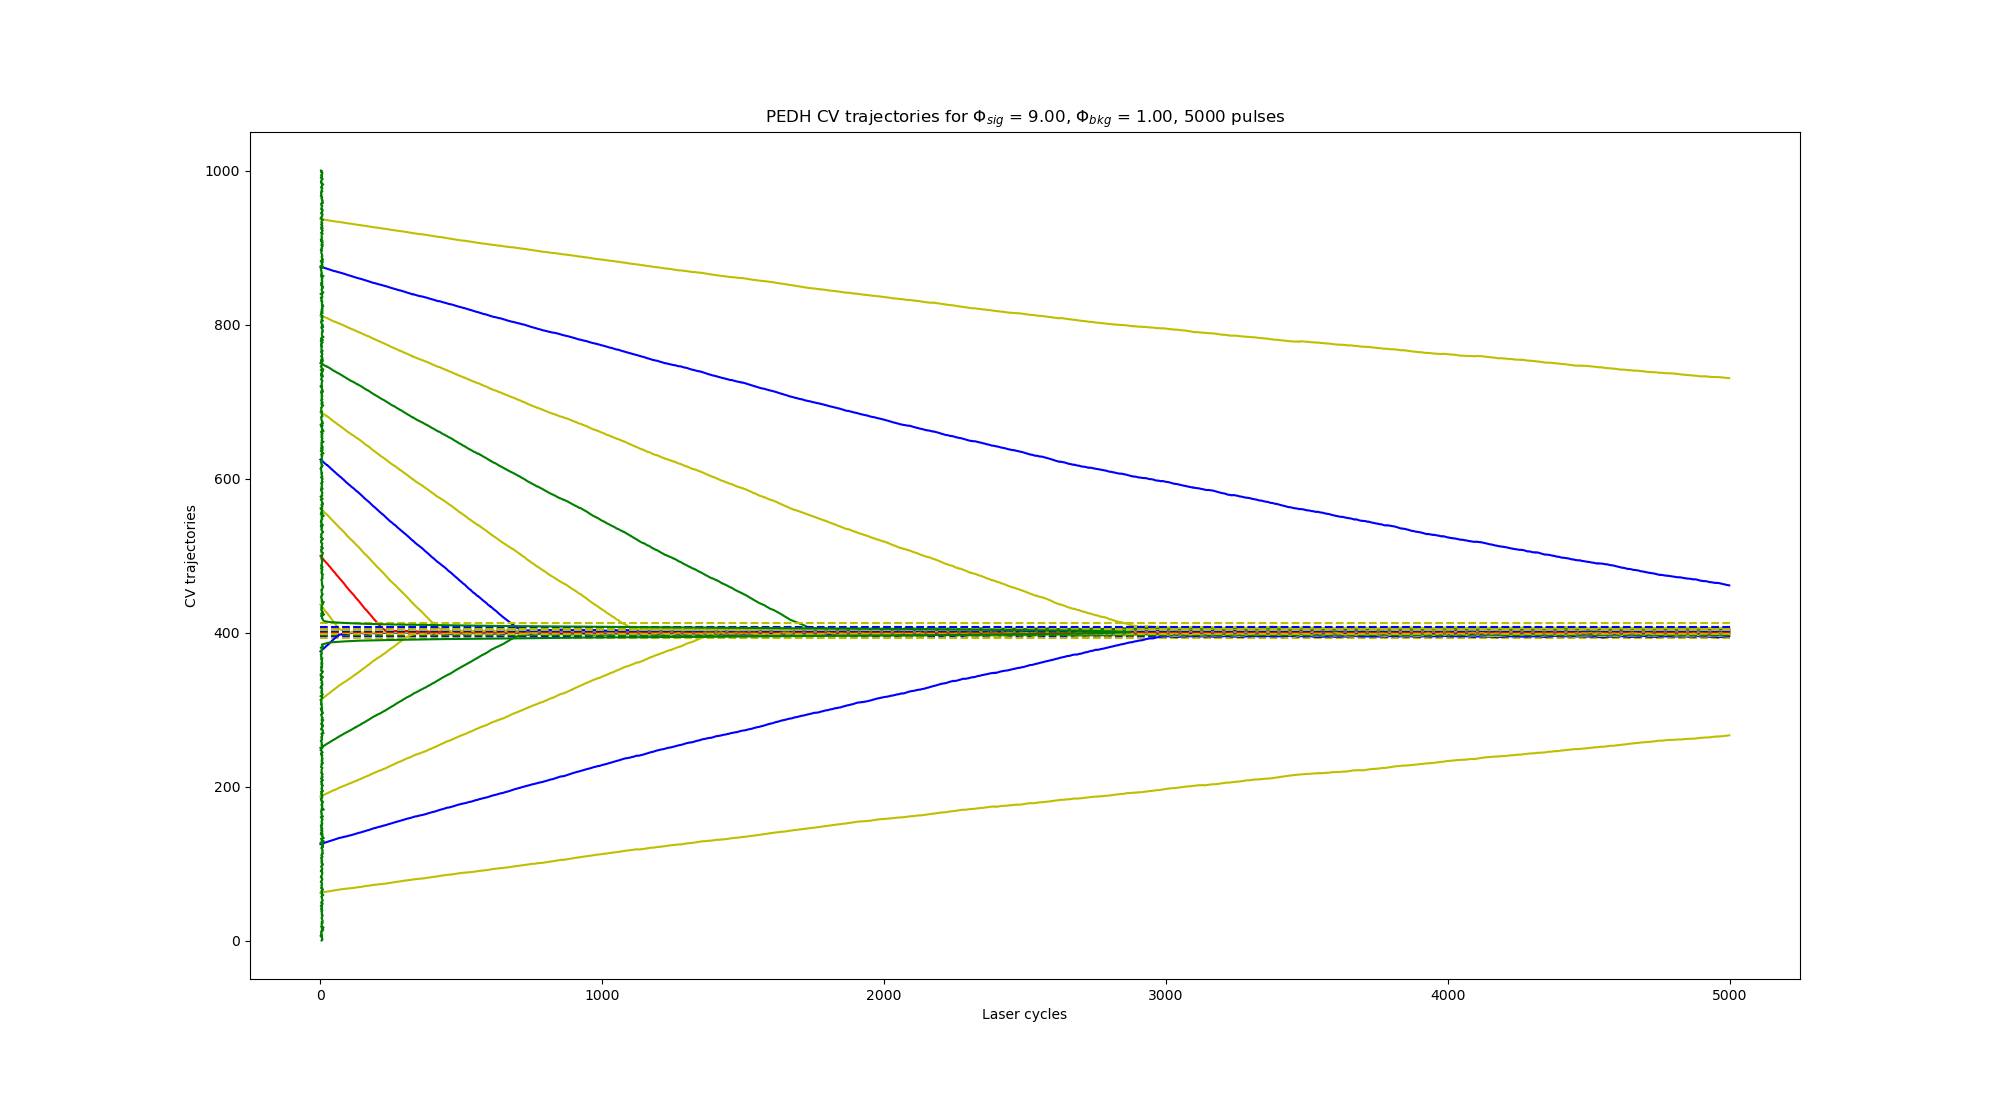 PEDH CV trajectories for Φsig = 9.00, Φbkg = 1.00, 5000 pulses
1000
800
600
400
200
0
CV trajectories
0 1000 2000 3000 4000 5000
Laser cycles